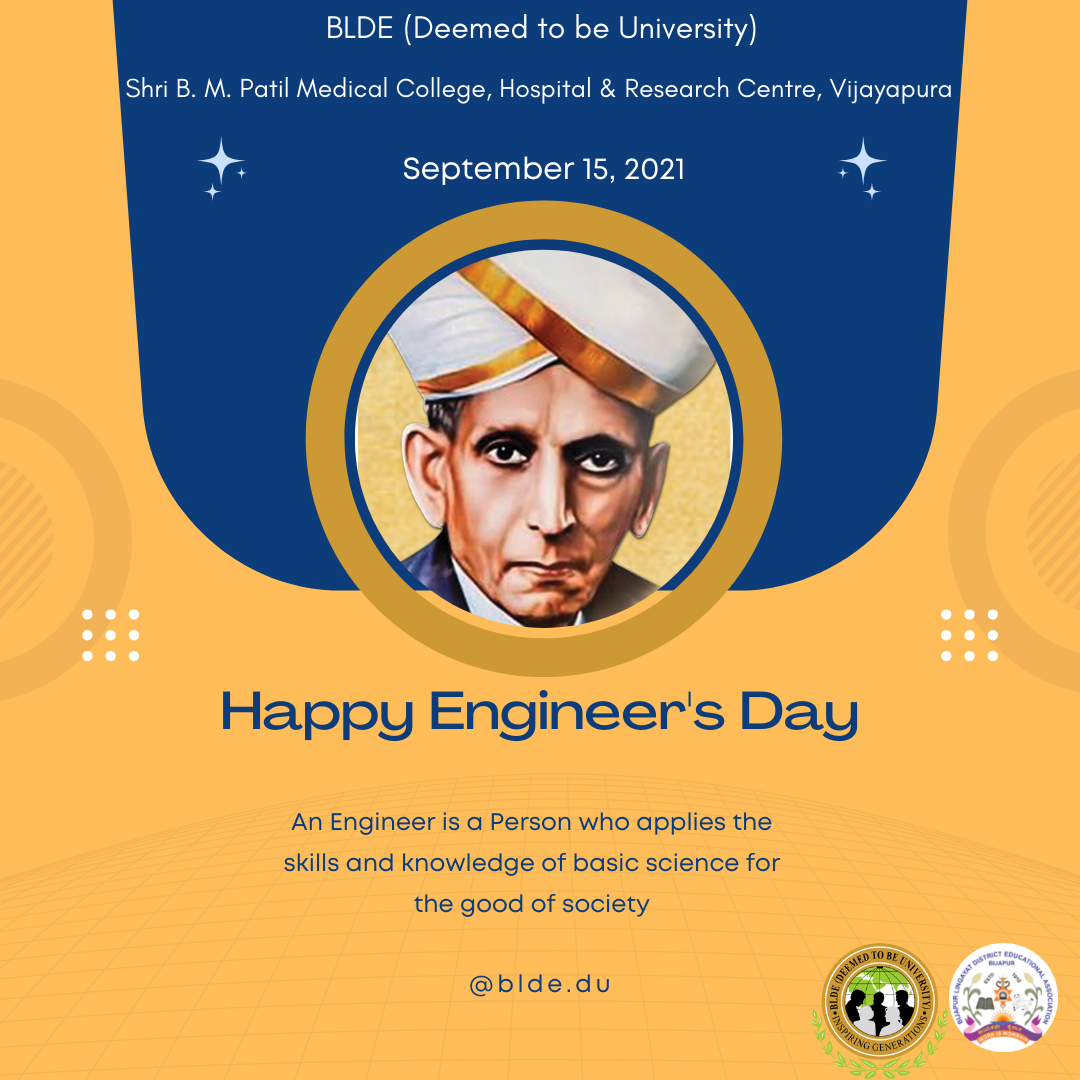 BLDE (Deemed to be University)
Shri B. M. Patil Medical College, Hospital & Research Centre, Vijayapura
September 15, 2021
Happy Engineer's Day
An Engineer is a Person who applies the
skills and knowledge of basic science for
the good of society
@blde.du
•BLDE (DEEMED TO BE UNIVERSITY)•
INSPIRING GENERATIONS
BIJAPUR LINGAYAT DISTRICT EDUCATIONAL ASSOCIATION
BIJAPUR
ESTD 1910